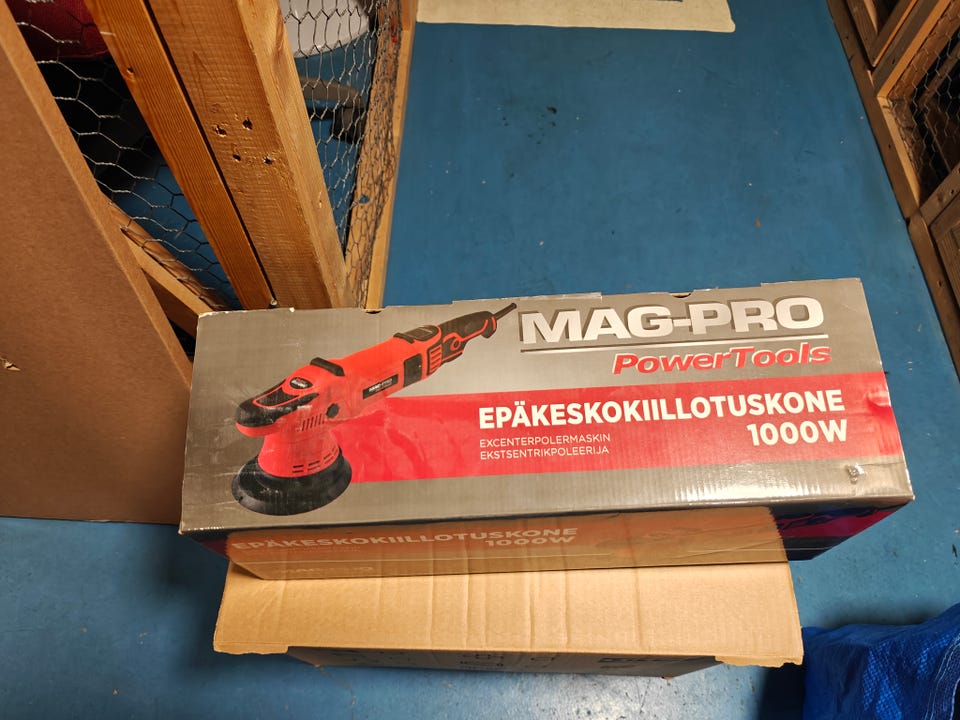 MAG-PRO
PowerTools
EPÄKESKOKIILLOTUSKONE
1000W
EXCENTERPOLERMASKIN
EKSTSENTRIKPOLEERIJA
EPÄKESKOKIILLOTUSKONE
1000W